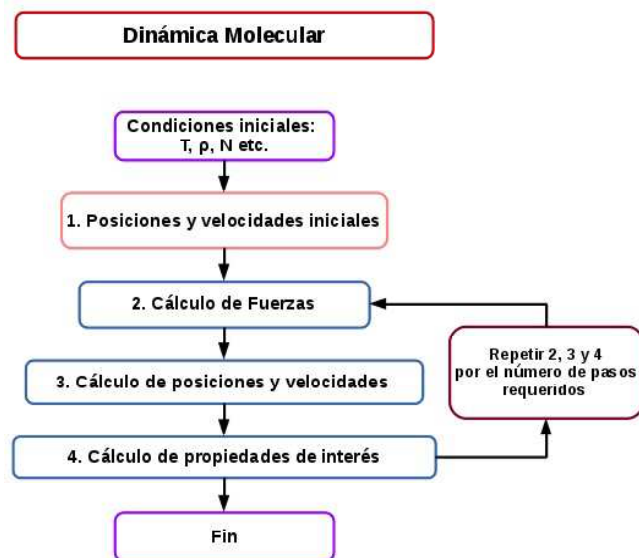 Dinámica Molecular
Condiciones iniciales:
T, ρ, N etc.
1. Posiciones y velocidades iniciales
2. Cálculo de Fuerzas
3. Cálculo de posiciones y velocidades
4. Cálculo de propiedades de interés
Fin
Repetir 2, 3 y 4
por el número de pasos
requeridos